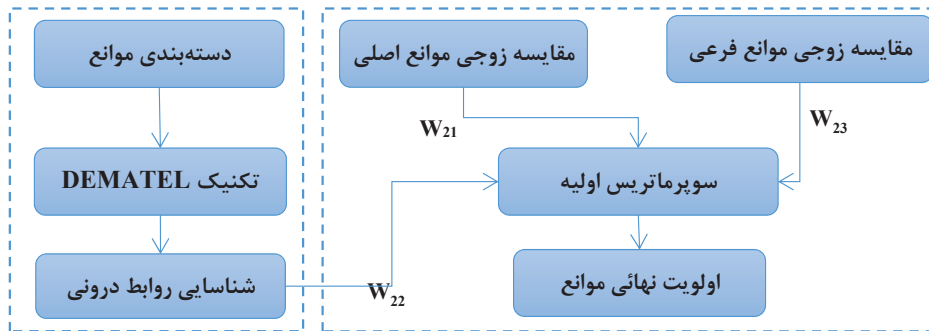 دسته‌بندی موانع
مقایسه زوجی موانع اصلی
مقایسه زوجی موانع فرعی
W21
W23
تکنیک DEMATEL
سوپرماتریس اولیه
شناسایی روابط درونی
W22
اولویت نهائی موانع